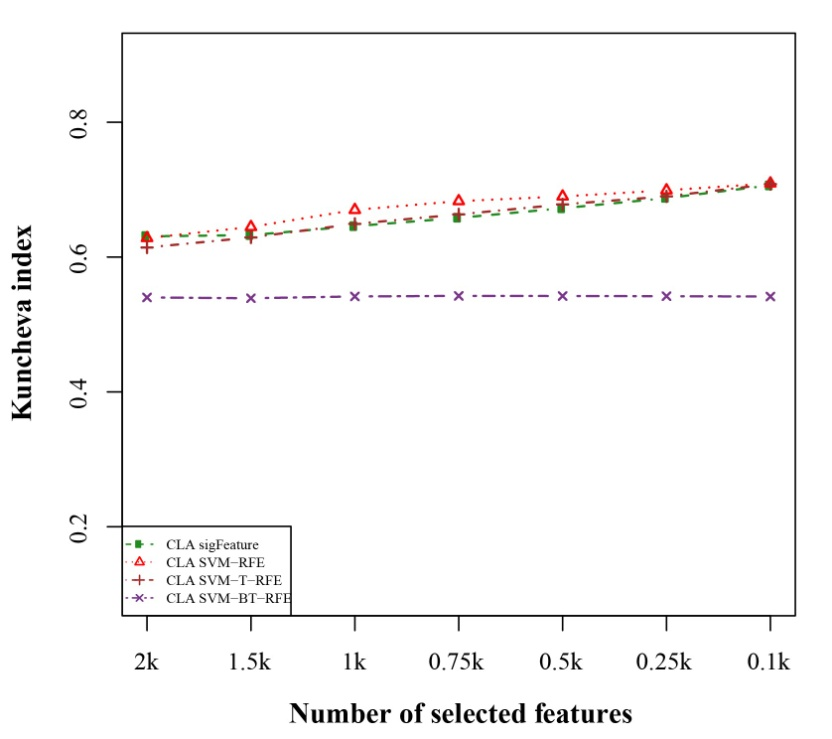 Kuncheva index
0.8
0.6
0.4
0.2
CLA sigFeature
CLA SVM−RFE
CLA SVM−T−RFE
CLA SVM−BT−RFE
2k 1.5k 1k 0.75k 0.5k 0.25k 0.1k
Number of selected features